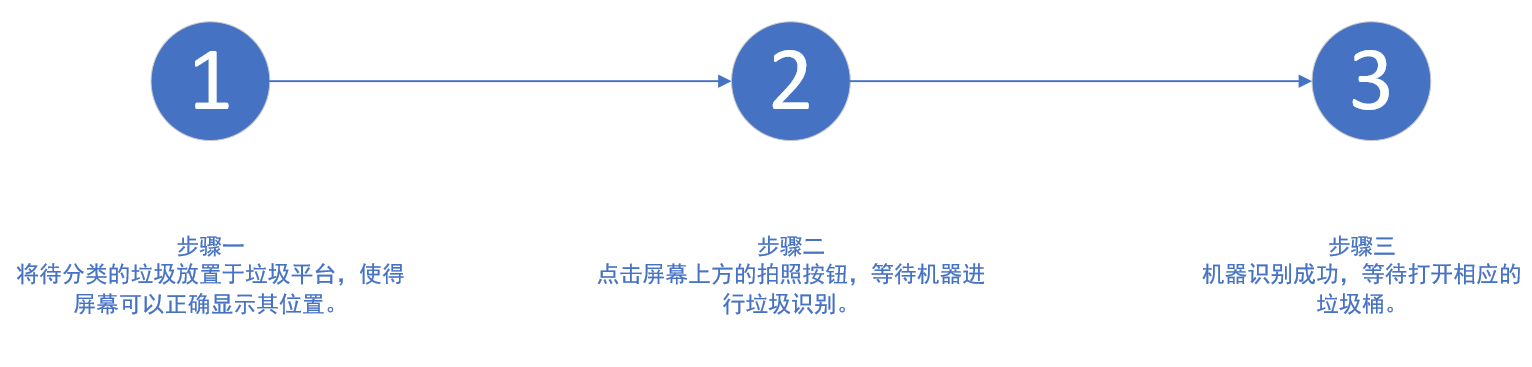 1
2
3
步骤一
将待分类的垃圾放置于垃圾平台，使得
屏幕可以正确显示其位置。
步骤二
点击屏幕上方的拍照按钮，等待机器进
行垃圾识别。
步骤三
机器识别成功，等待打开相应的
垃圾桶。